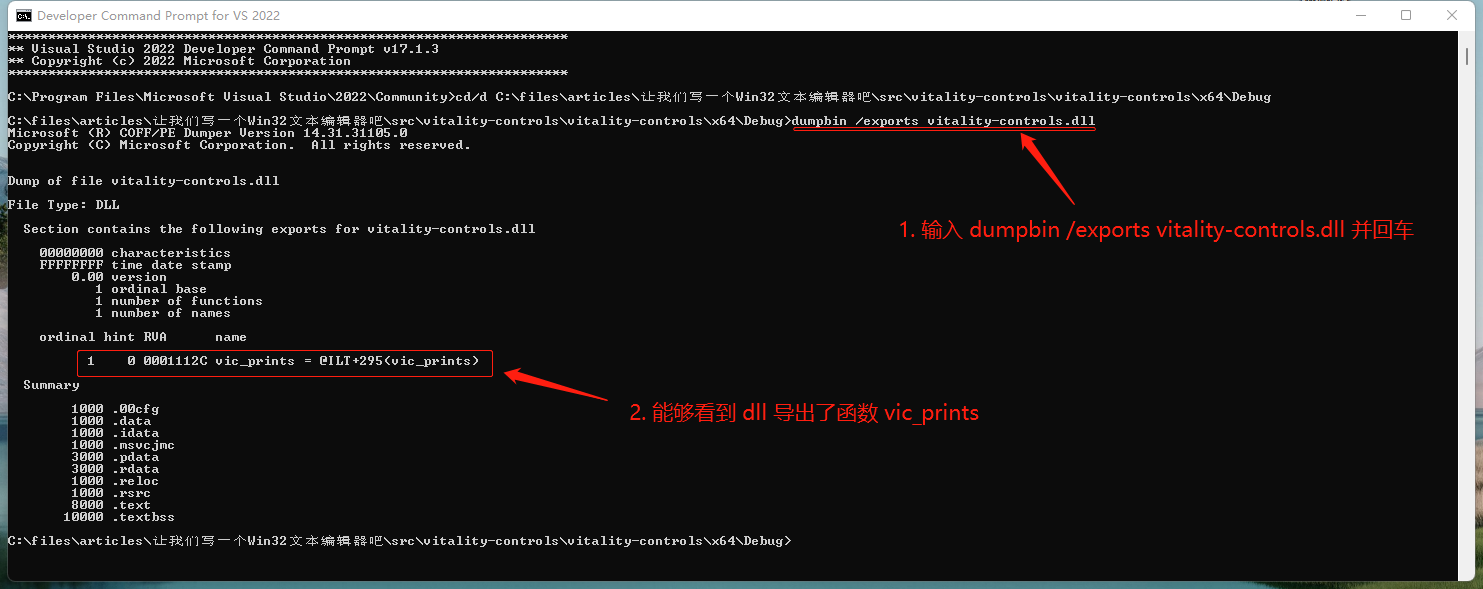 Developer Command Prompt for VS 2022
**********************************************************************
** Visual Studio 2022 Developer Command Prompt v17.1.3
** Copyright (c) 2022 Microsoft Corporation
**********************************************************************
C:\Program Files\Microsoft Visual Studio\2022\Community>cd/d C:\files\articles\让我们写一个Win32文本编辑器吧\src\vitality-controls\vitality-controls\x64\Debug
C:\files\articles\让我们写一个Win32文本编辑器吧\src\vitality-controls\vitality-controls\x64\Debug>dumpbin /exports vitality-controls.dll
Microsoft (R) COFF/PE Dumper Version 14.31.31105.0
Copyright (C) Microsoft Corporation.  All rights reserved.
Dump of file vitality-controls.dll
File Type: DLL
1. 输入 dumpbin /exports vitality-controls.dll 并回车
  Section contains the following exports for vitality-controls.dll
    00000000 characteristics
    FFFFFFFF time date stamp
        0.00 version
           1 ordinal base
           1 number of functions
           1 number of names
    ordinal hint RVA      name
          1    0 0001112C vic_prints = @ILT+295(vic_prints)
2. 能够看到 dll 导出了函数 vic_prints
  Summary
        1000 .00cfg
        1000 .data
        1000 .idata
        1000 .msvcjmc
        3000 .pdata
        3000 .rdata
        1000 .reloc
        1000 .rsrc
        8000 .text
       10000 .textbss
C:\files\articles\让我们写一个Win32文本编辑器吧\src\vitality-controls\vitality-controls\x64\Debug>